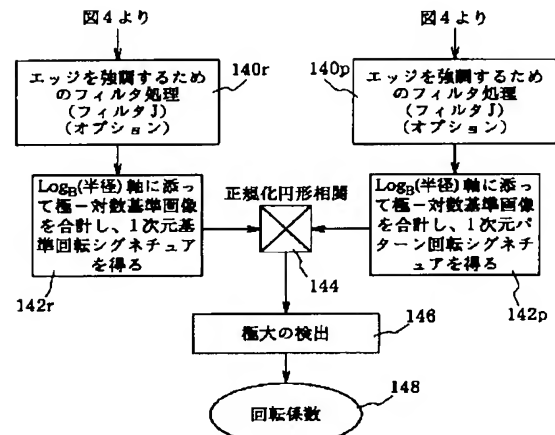 図4より
図4より
140r
140p
エッジを強調するため
のフィルタ処理
(フィルタJ)
(オプション)
エッジを強調するため
のフィルタ処理
(フィルタJ)
(オプション)
LogB(半径)軸に添っ
て極-対数基準画像
を合計し、1次元基
準回転シグネチュア
を得る
正規化円形相関
LogB(半径)軸に添っ
て極-対数基準画像
を合計し、1次元パ
ターン回転シグネチ
ュアを得る
142r
144
142p
極大の検出
146
148
回転係数